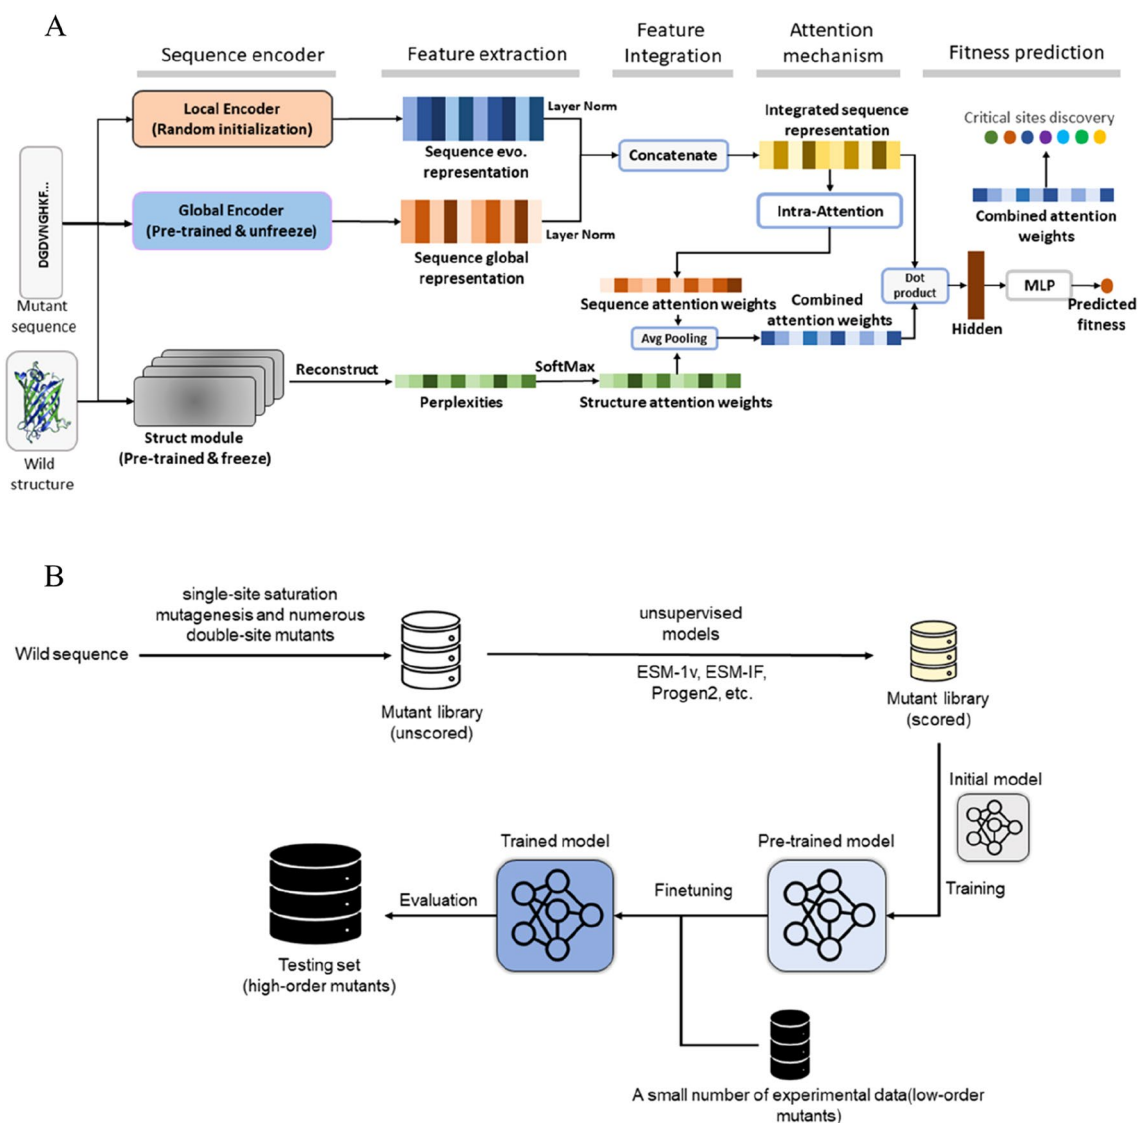 A
Sequence encoder
Feature extraction
Feature
Integration
Attention
mechanism
Fitness prediction
Local Encoder
(Random initialization)
Layer Norm
Sequence evo.
representation
Concatenate
Integrated sequence
representation
Critical sites discovery
DGDVNGHKF...
Mutant
sequence
Global Encoder
(Pre-trained & unfreeze)
Layer Norm
Sequence global
representation
Intra-Attention
Combined attention
weights
Sequence attention weights
Combined
attention weights
Dot
product
Hidden
MLP
Predicted
fitness
Avg Pooling
Wild
structure
Struct module
(Pre-trained & freeze)
Reconstruct
Perplexities
SoftMax
Structure attention weights
B
Wild sequence
single-site saturation
mutagenesis and numerous
double-site mutants
Mutant library
(unscored)
unsupervised
models
ESM-1v, ESM-IF,
Progen2, etc.
Mutant library
(scored)
Initial model
Training
Pre-trained model
Finetuning
Trained model
Evaluation
Testing set
(high-order mutants)
A small number of experimental data(low-order
mutants)